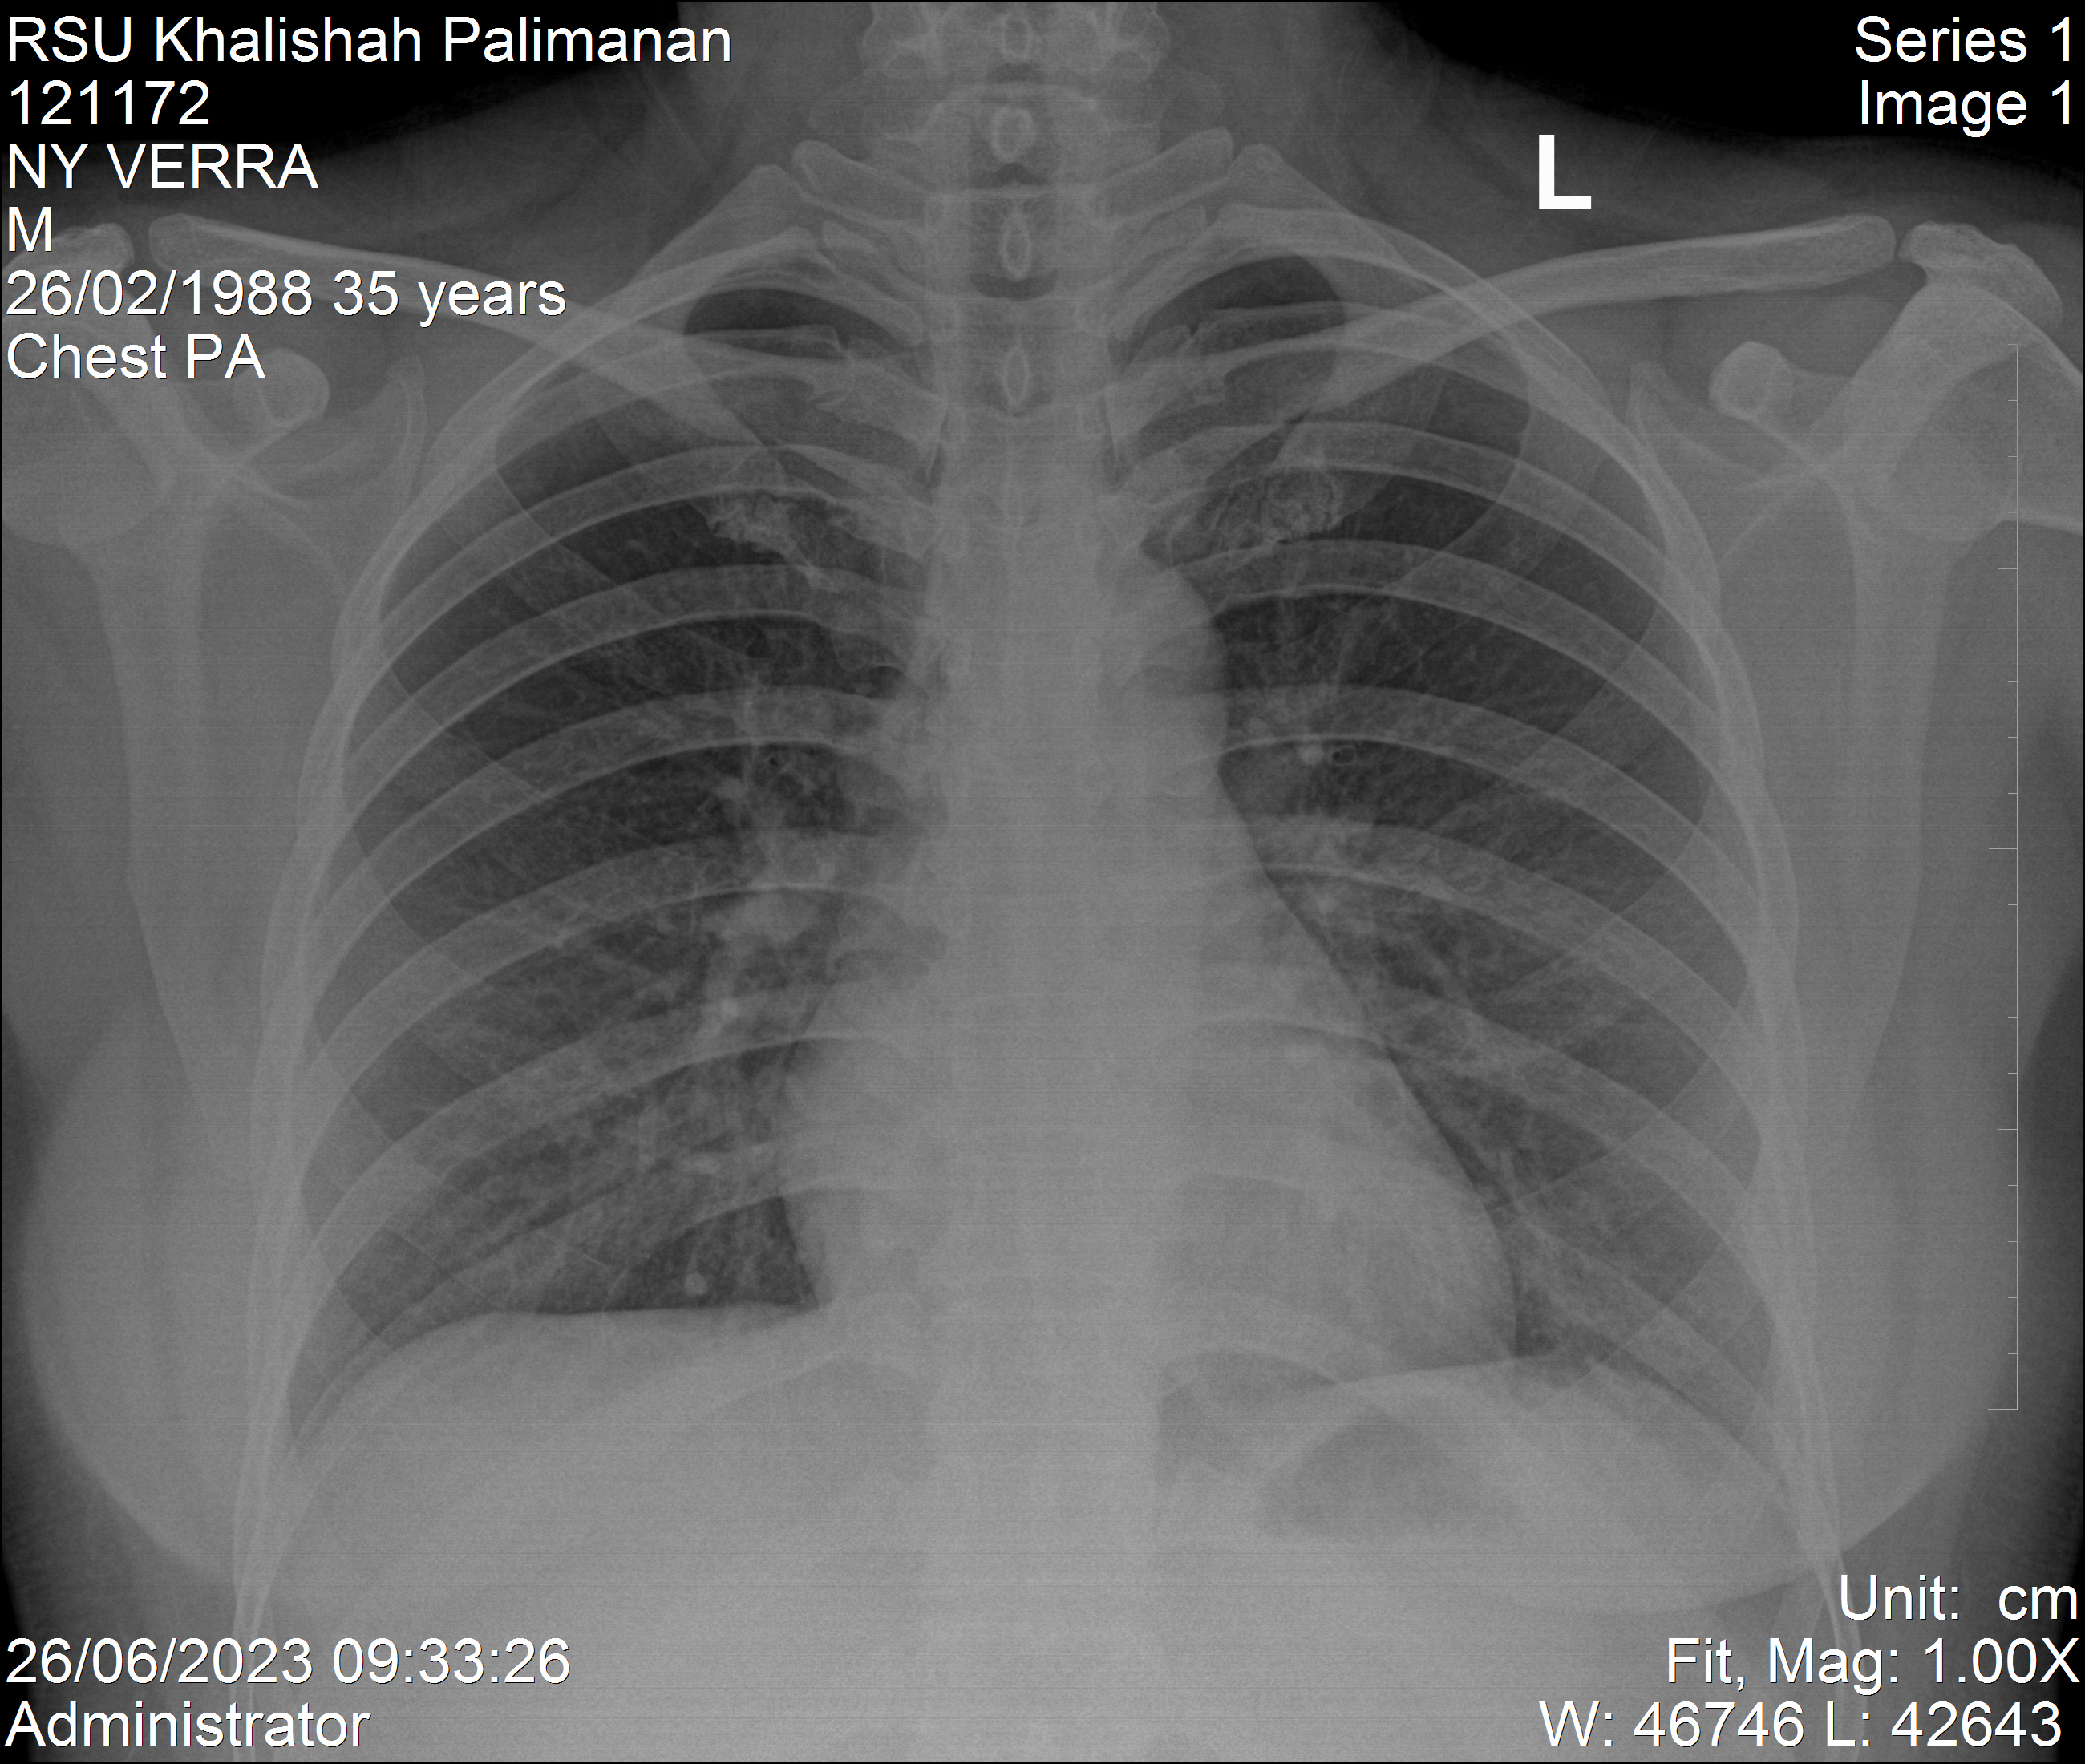 RSU Khalishah Palimanan
121172
NY VERRA
M
26/02/1988 35 years
Chest PA
Series 1
Image 1
L
26/06/2023 09:33:26
Administrator
Unit: cm
Fit, Mag: 1.00X
W: 46746 L: 42643